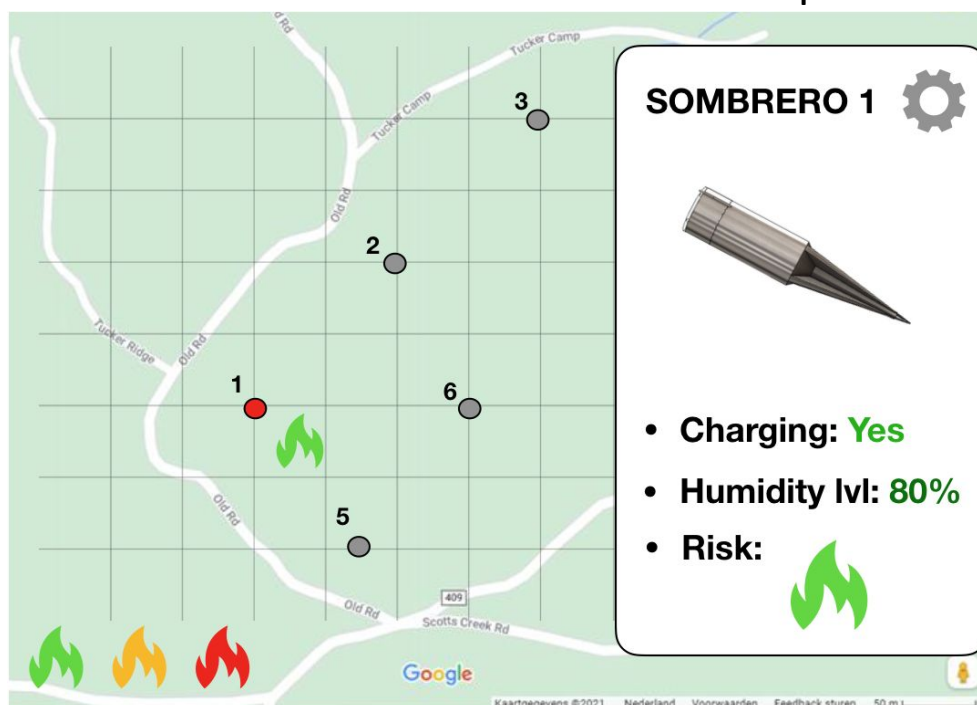 Old Rd
Tucker Camp
3
Tucker Camp
SOMBRERO 1
Old Rd
2
Tucker Ridge
Old Rd
1
6
• Charging: Yes
• Humidity lvl: 80%
• Risk:
5
Old Rd
409
Old Rd
Scotts Creek Rd
Google
Kaartgegevens ©2021 Nederland Voorwaarden Feedback sturen 50 m